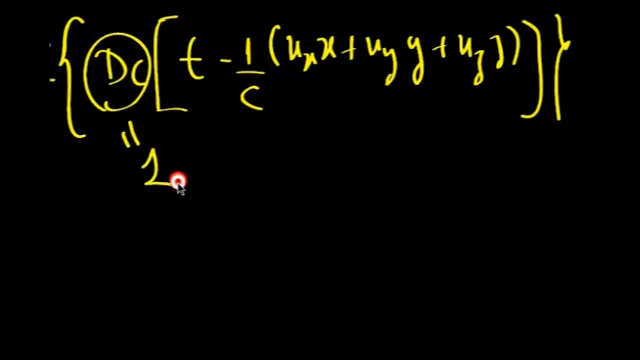 {Dc[t - 1/c (uₓx + u_y y + u_z z)]}
=
1